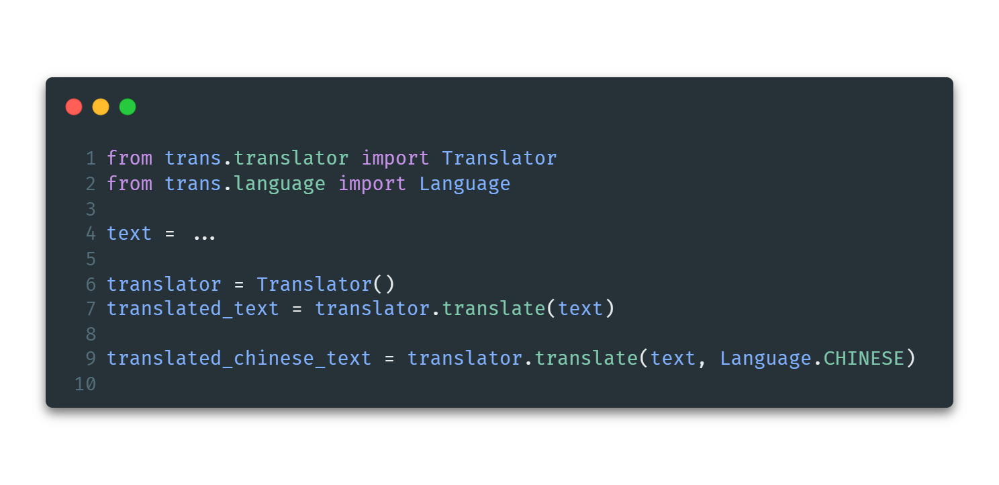 1 from trans.translator import Translator
2 from trans.language import Language
3
4 text = ...
5
6 translator = Translator()
7 translated_text = translator.translate(text)
8
9 translated_chinese_text = translator.translate(text, Language.CHINESE)
10